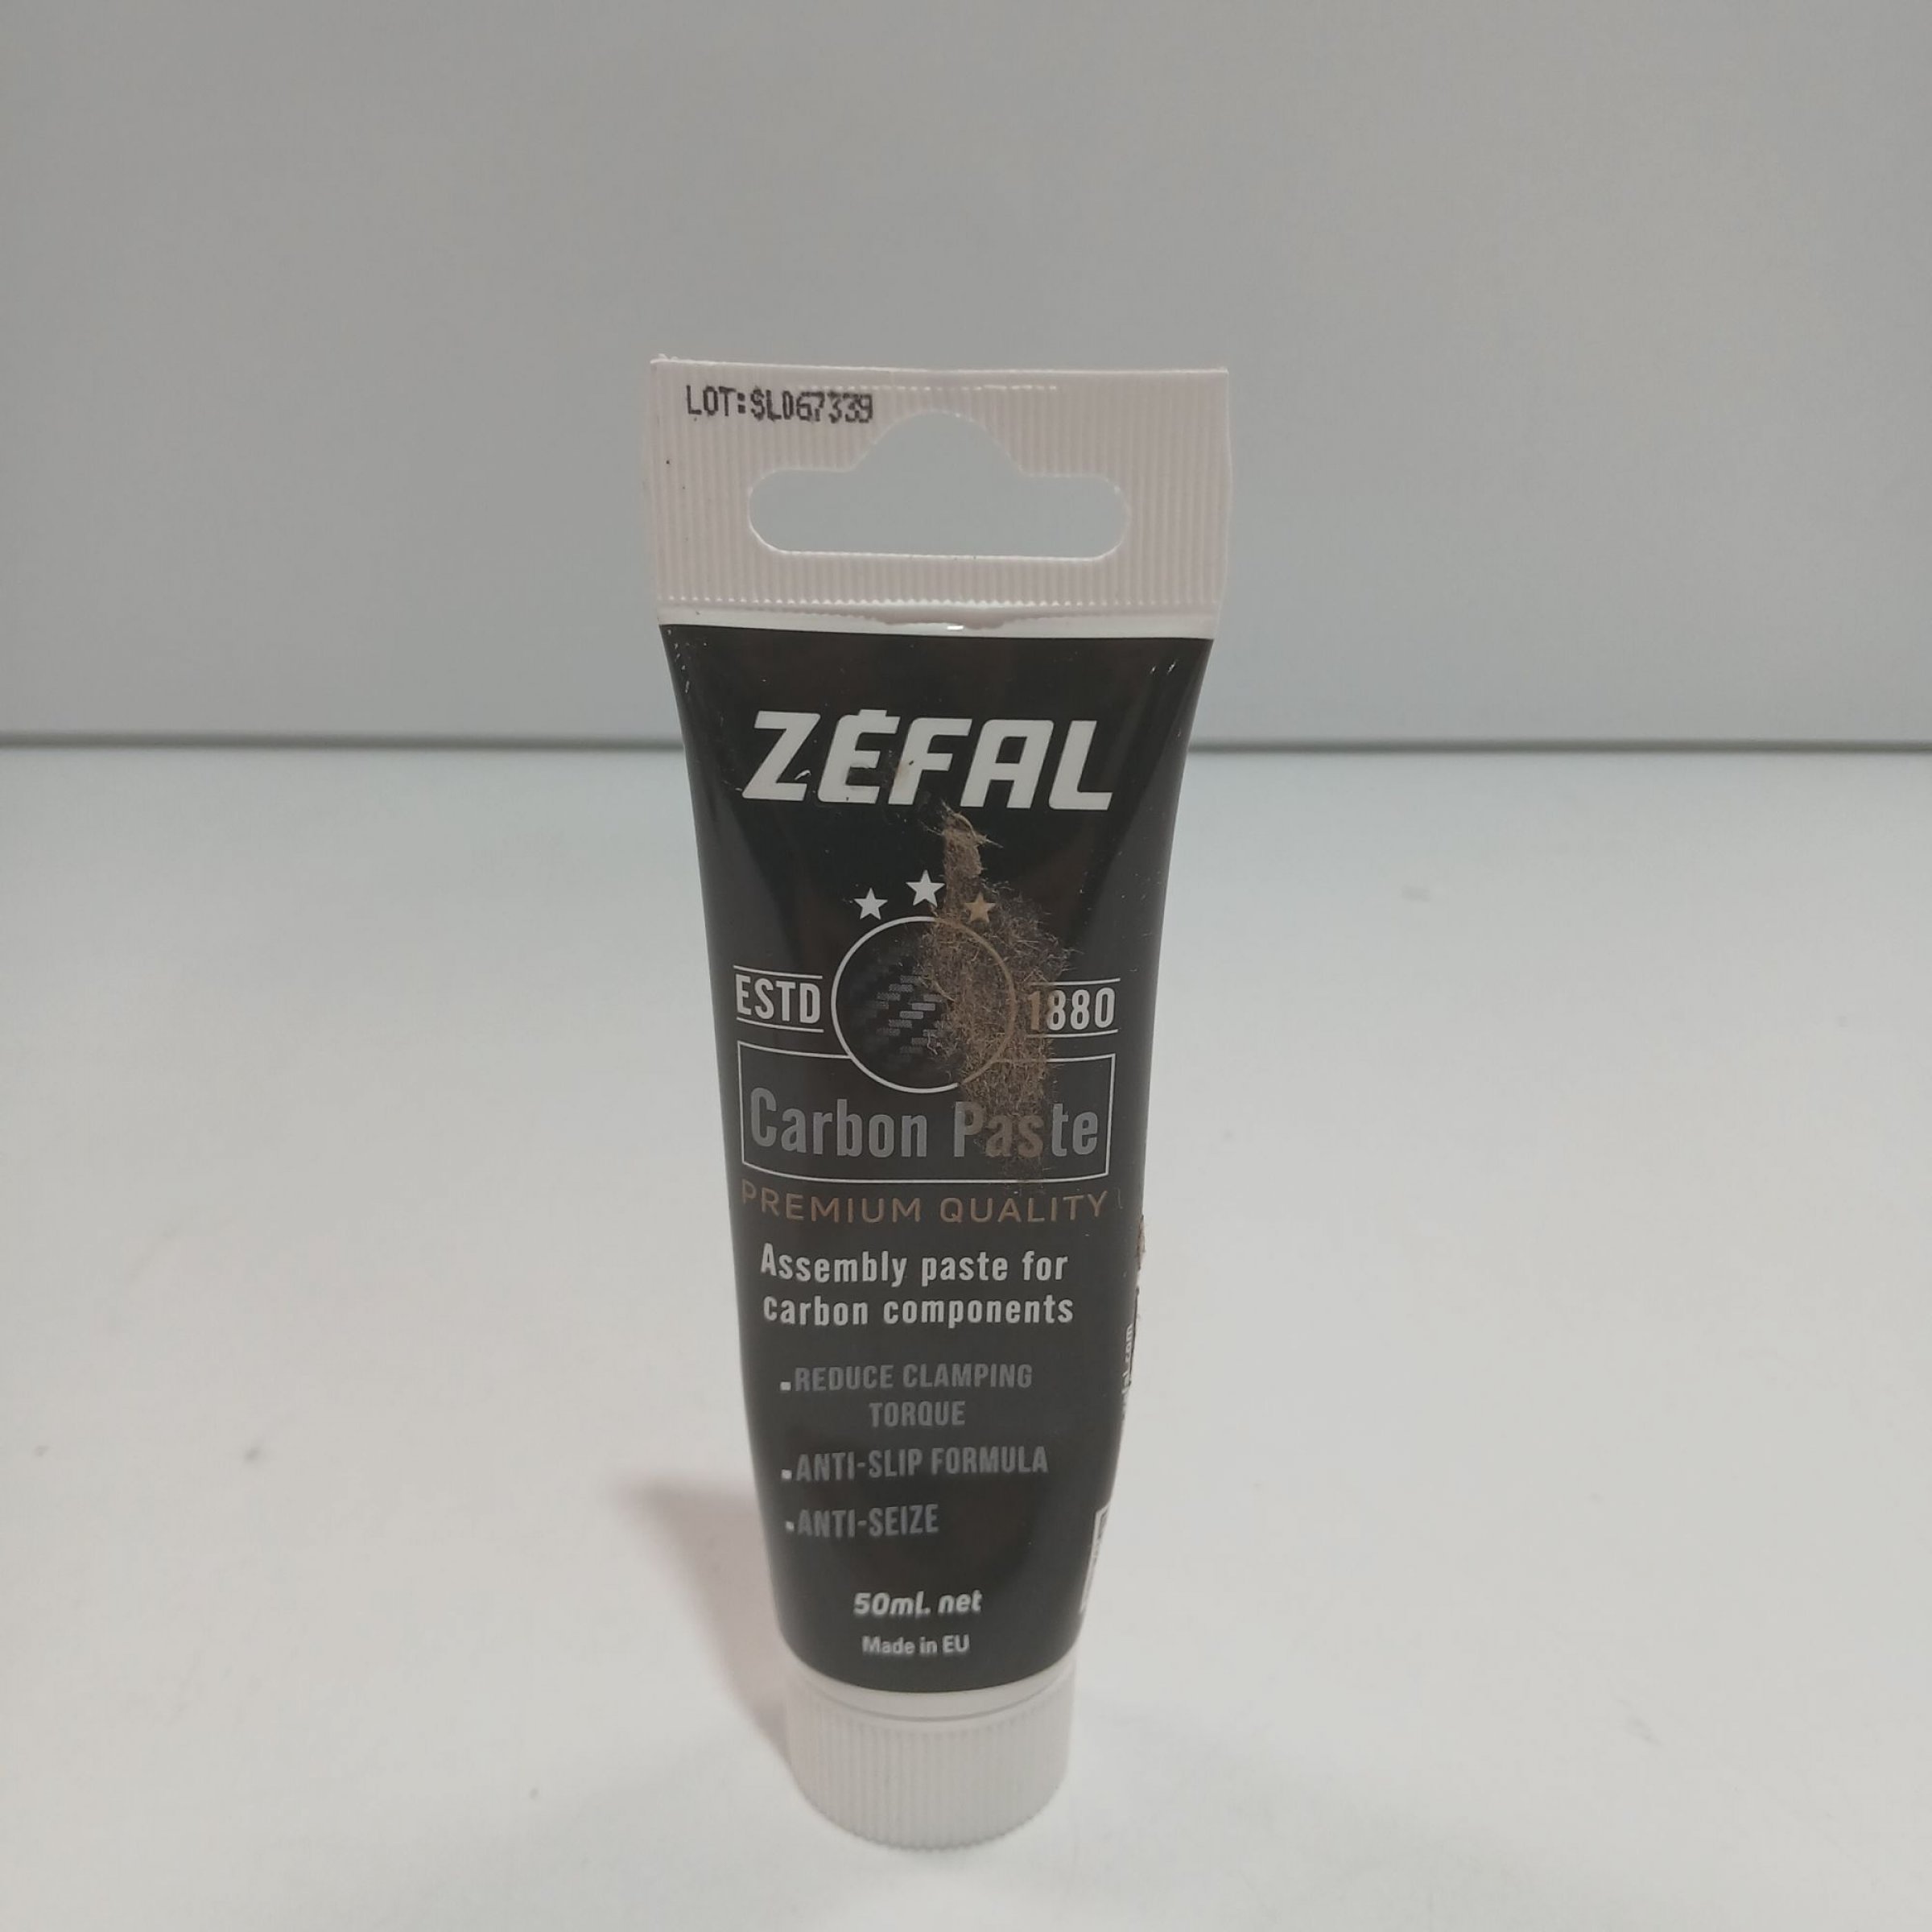 LOT:SL067339
ZÉFAL
ESTD 1880
Carbon Paste
PREMIUM QUALITY
Assembly paste for
carbon components
▪REDUCE CLAMPING
TORQUE
▪ANTI-SLIP FORMULA
▪ANTI-SEIZE
50ml. net
Made in EU